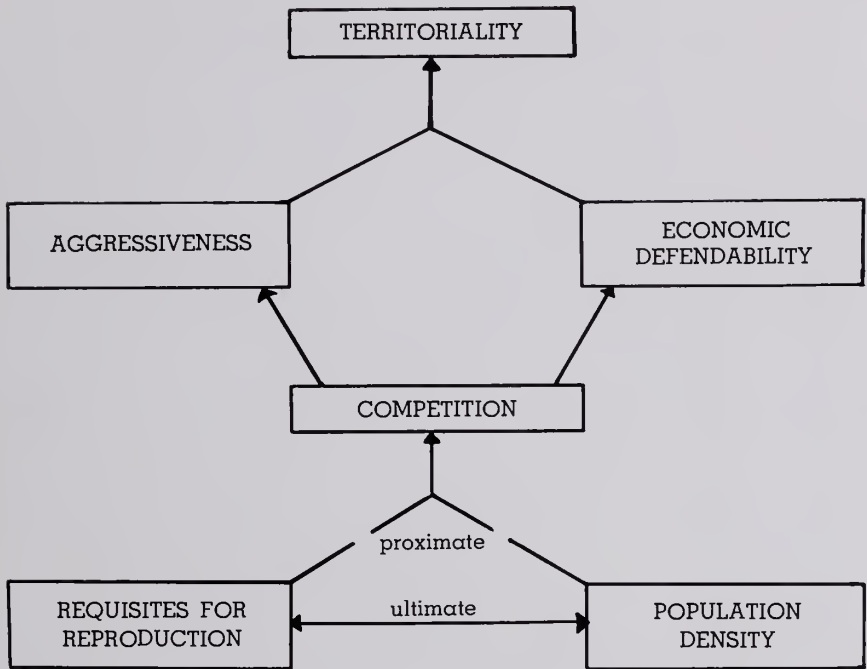 TERRITORIALITY
AGGRESSIVENESS
ECONOMIC
DEFENDABILITY
COMPETITION
proximate
REQUISITES FOR
REPRODUCTION
ultimate
POPULATION
DENSITY